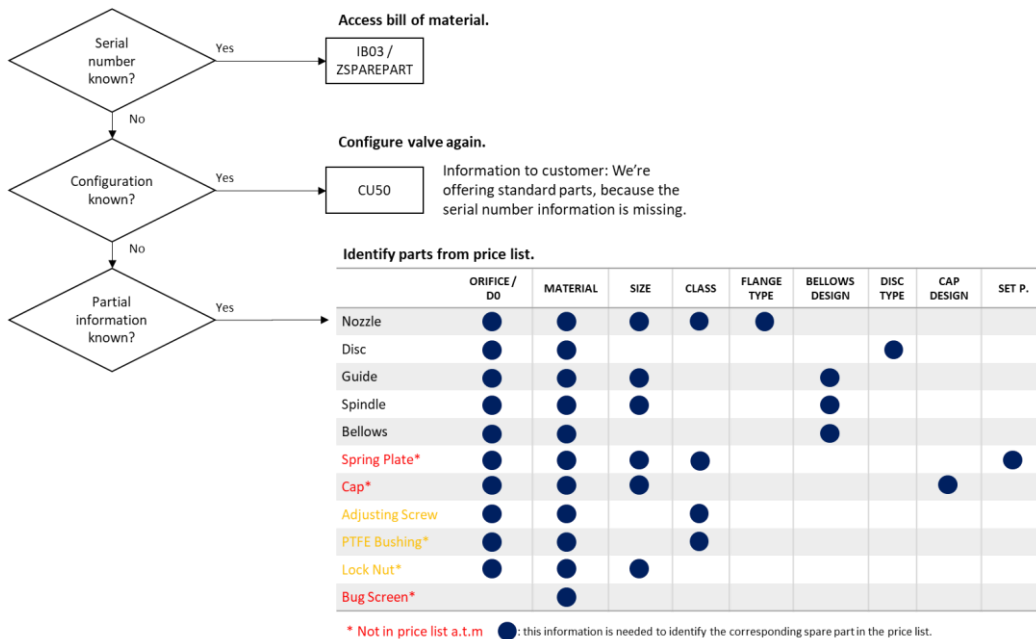 Access bill of material.
Serial
number
known?
Yes
IB03 /
ZSPAREPART
No
Configure valve again.
Configuration
known?
Yes
CU50
Information to customer: We're
offering standard parts, because the
serial number information is missing.
No
Identify parts from price list.
Partial
information
known?
Yes
ORIFICE /
D0
MATERIAL
SIZE
CLASS
FLANGE
TYPE
BELLOWS
DESIGN
DISC
TYPE
CAP
DESIGN
SET P.
Nozzle
Disc
Guide
Spindle
Bellows
Spring Plate*
Cap*
Adjusting Screw
PTFE Bushing*
Lock Nut*
Bug Screen*
* Not in price list a.t.m
: this information is needed to identify the corresponding spare part in the price list.